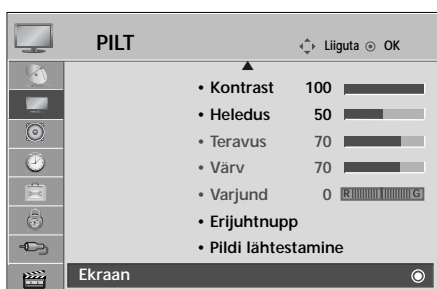 PILT Liiguta OK
• Kontrast 100
• Heledus 50
• Teravus 70
• Värv 70
• Varjund 0 R G
• Erijuhtnupp
• Pildi lähtestamine
Ekraan